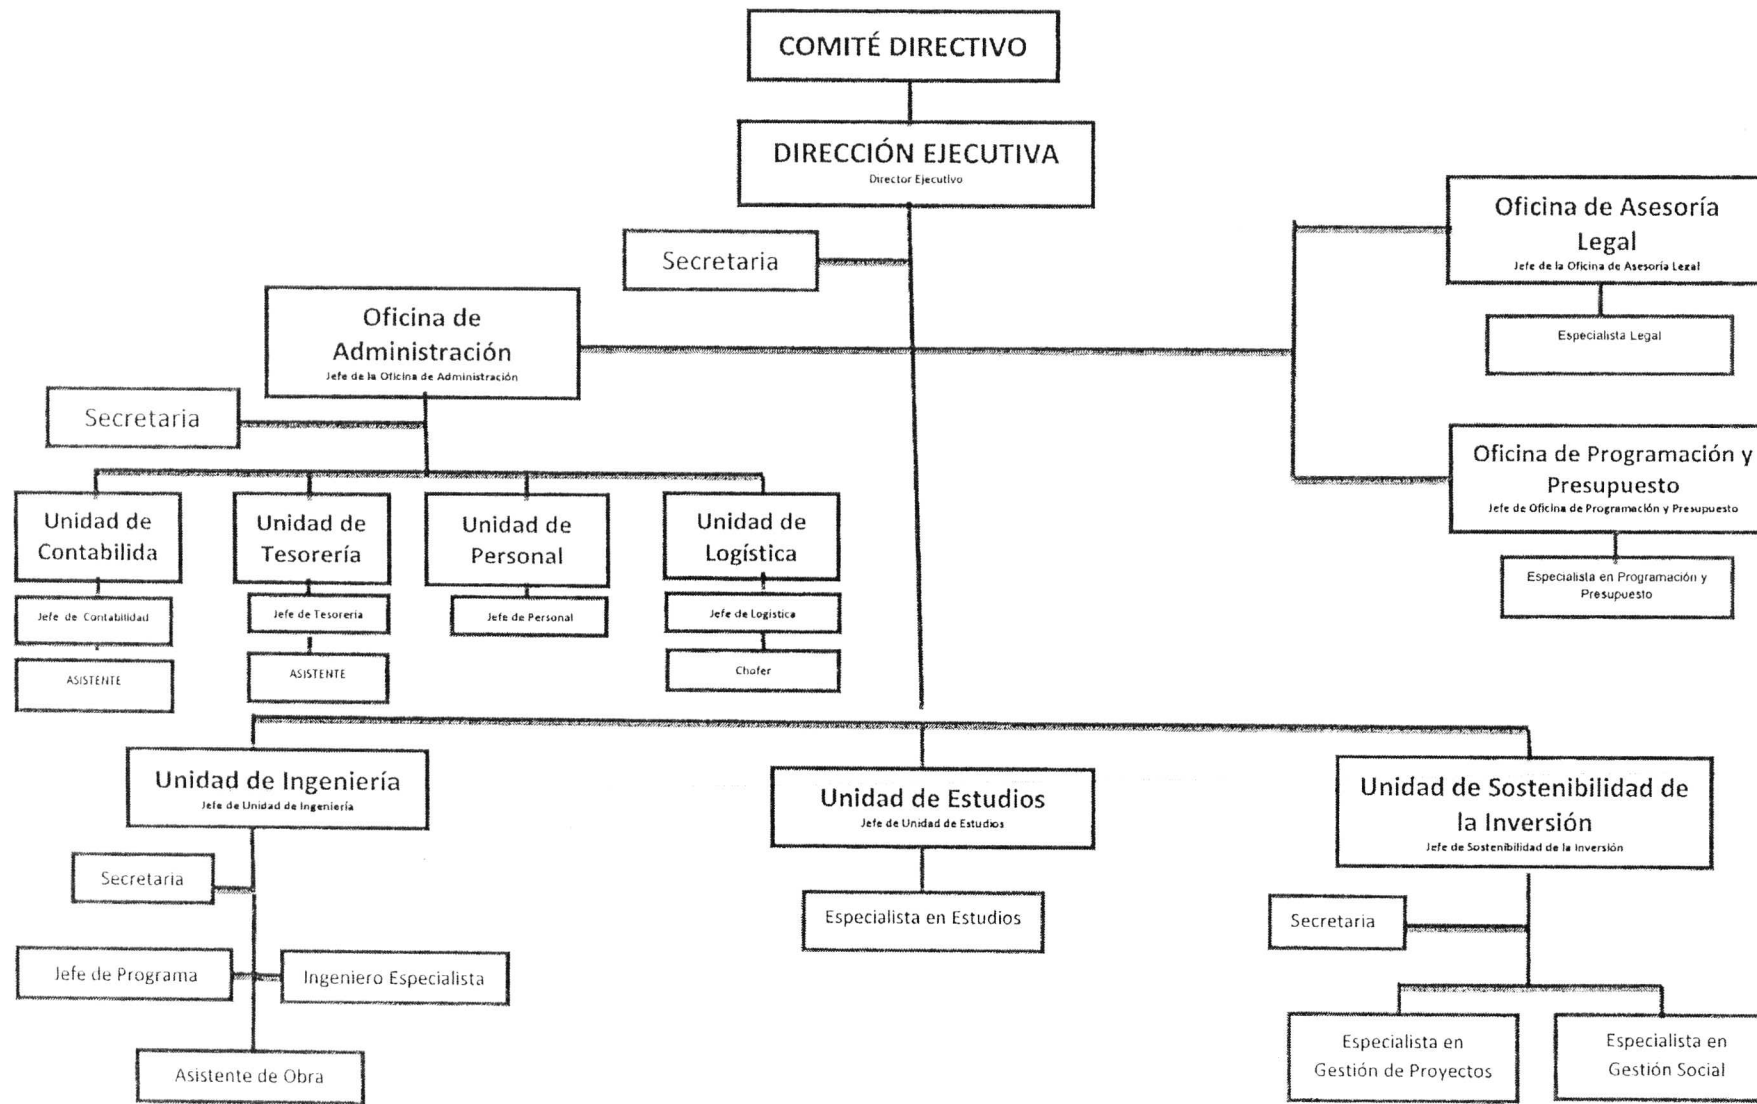 COMITÉ DIRECTIVO
DIRECCIÓN EJECUTIVA
Director Ejecutivo
Secretaria
Oficina de Asesoría
Legal
Jefe de la Oficina de Asesoría Legal
Especialista Legal
Oficina de
Administración
Jefe de la Oficina de Administración
Secretaria
Oficina de Programación y
Presupuesto
Jefe de Oficina de Programación y Presupuesto
Especialista en Programación y
Presupuesto
Unidad de
Contabilida
Jefe de Contabilidad
ASISTENTE
Unidad de
Tesorería
Jefe de Tesorería
ASISTENTE
Unidad de
Personal
Jefe de Personal
Unidad de
Logística
Jefe de Logística
Chofer
Unidad de Ingeniería
Jefe de Unidad de Ingeniería
Secretaria
Jefe de Programa
Ingeniero Especialista
Asistente de Obra
Unidad de Estudios
Jefe de Unidad de Estudios
Especialista en Estudios
Unidad de Sostenibilidad de
la Inversión
Jefe de Sostenibilidad de la Inversión
Secretaria
Especialista en
Gestión de Proyectos
Especialista en
Gestión Social